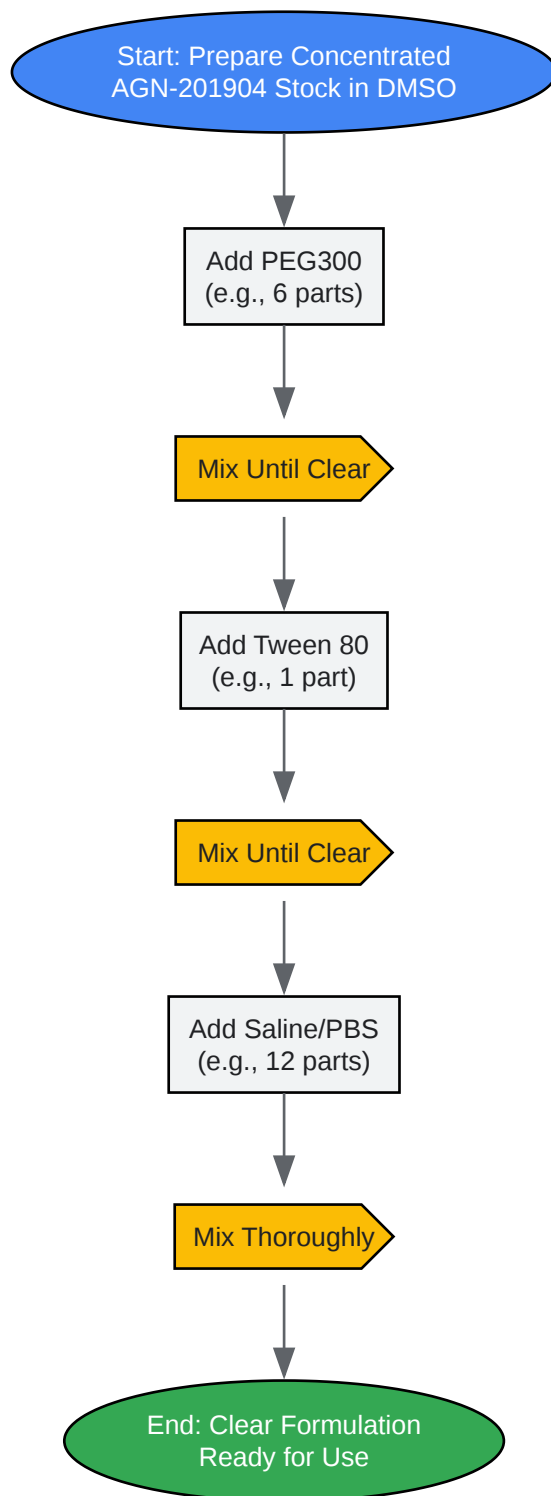 Start: Prepare Concentrated
AGN-201904 Stock in DMSO
Add PEG300
(e.g., 6 parts)
Mix Until Clear
Add Tween 80
(e.g., 1 part)
Mix Until Clear
Add Saline/PBS
(e.g., 12 parts)
Mix Thoroughly
End: Clear Formulation
Ready for Use